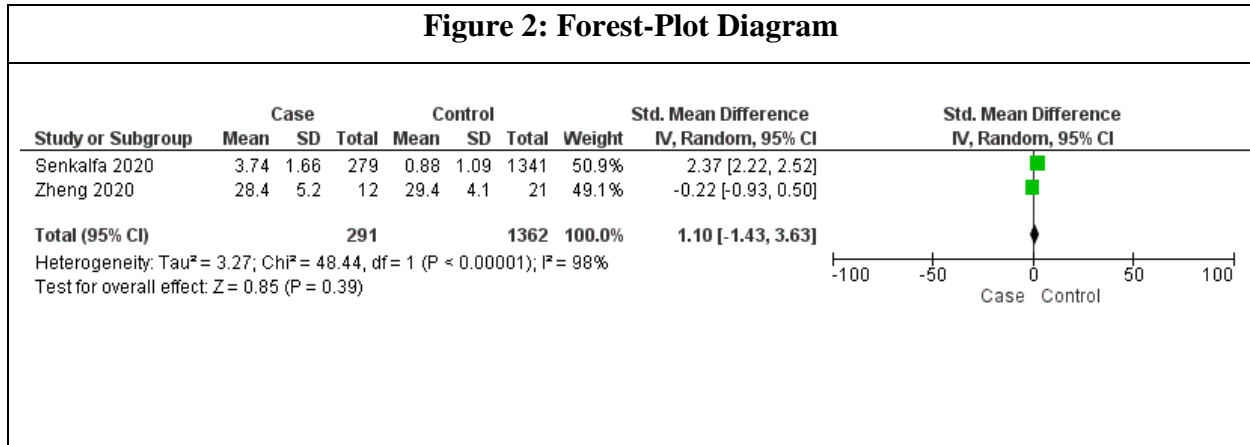 Figure 2: Forest-Plot Diagram
Case Control Std. Mean Difference Std. Mean Difference
Study or Subgroup Mean SD Total Mean SD Total Weight IV, Random, 95% CI IV, Random, 95% CI
Senkalfa 2020 3.74 1.66 279 0.88 1.09 1341 50.9% 2.37 [2.22, 2.52]
Zheng 2020 28.4 5.2 12 29.4 4.1 21 49.1% -0.22 [-0.93, 0.50]
Total (95% CI) 291 1362 100.0% 1.10 [-1.43, 3.63]
Heterogeneity: Tau² = 3.27; Chi² = 48.44, df = 1 (P < 0.00001); I² = 98%
Test for overall effect: Z = 0.85 (P = 0.39)
-100 -50 0 50 100
Case Control